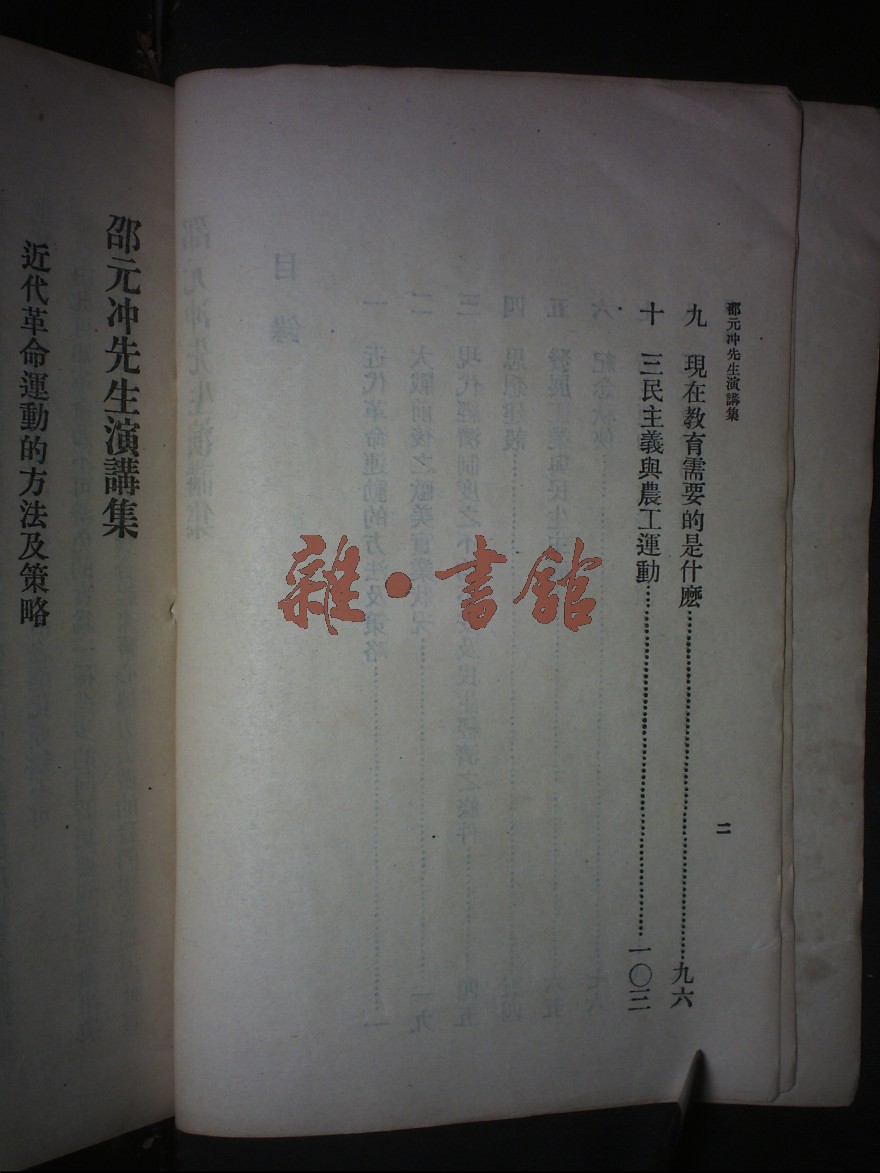 邵元冲先生演講集
九　現在教育需要的是什麽……九六
十　三民主義與農工運動……一〇三
二
雜•書館
邵元冲先生演講集
近代革命運動的方法及策略